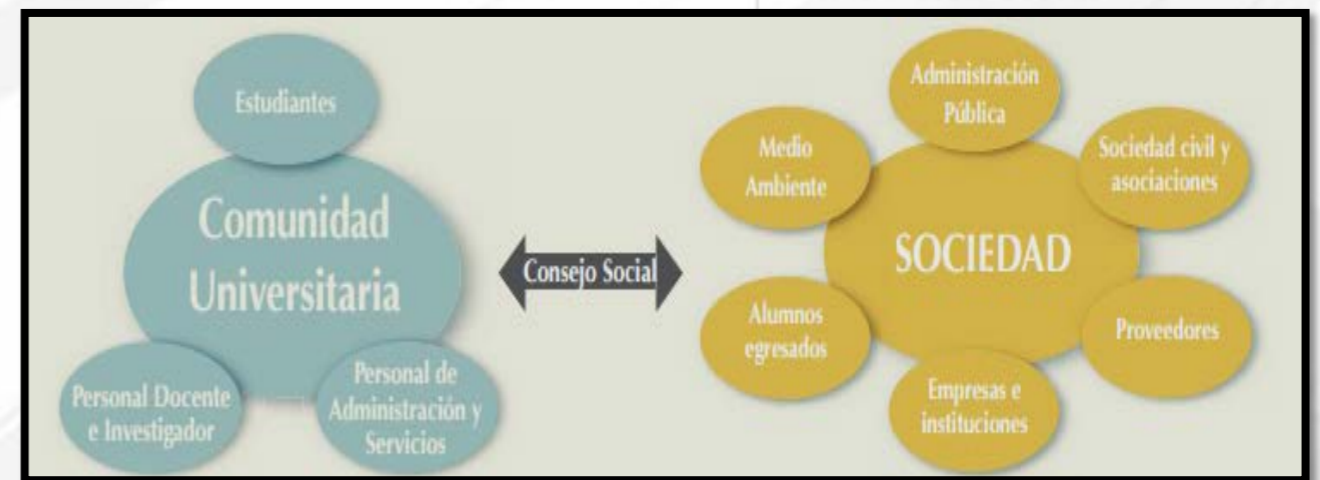 Estudiantes
Comunidad
Universitaria
Personal Docente
e Investigador
Personal de
Administración y
Servicios
Consejo Social
Administración
Pública
Medio
Ambiente
Sociedad civil y
asociaciones
SOCIEDAD
Alumnos
egresados
Proveedores
Empresas e
instituciones